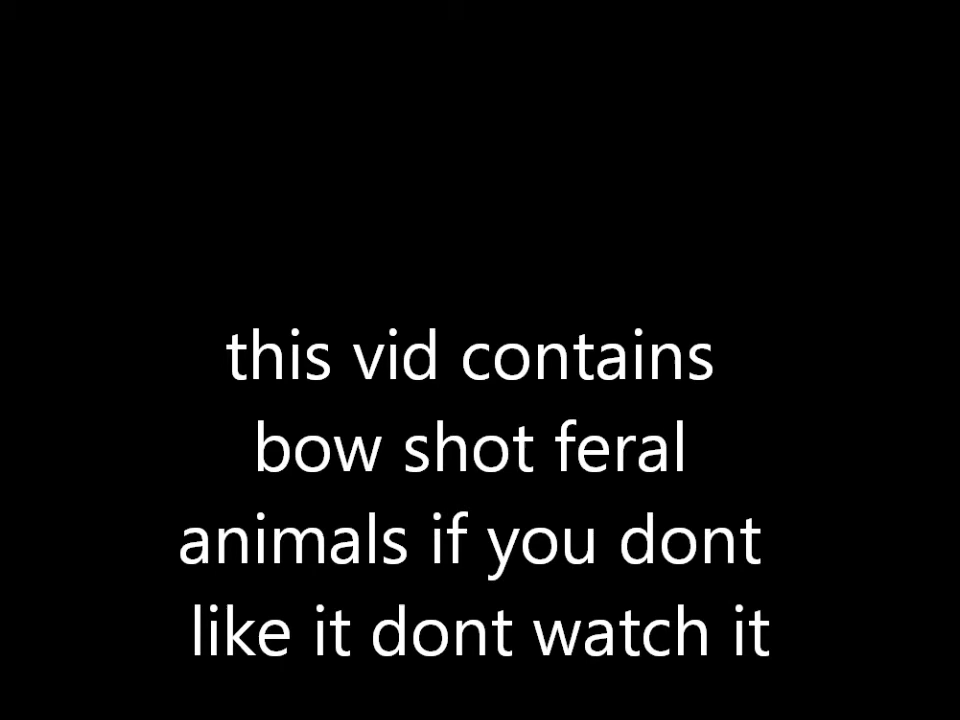 this vid contains
bow shot feral
animals if you dont
like it dont watch it